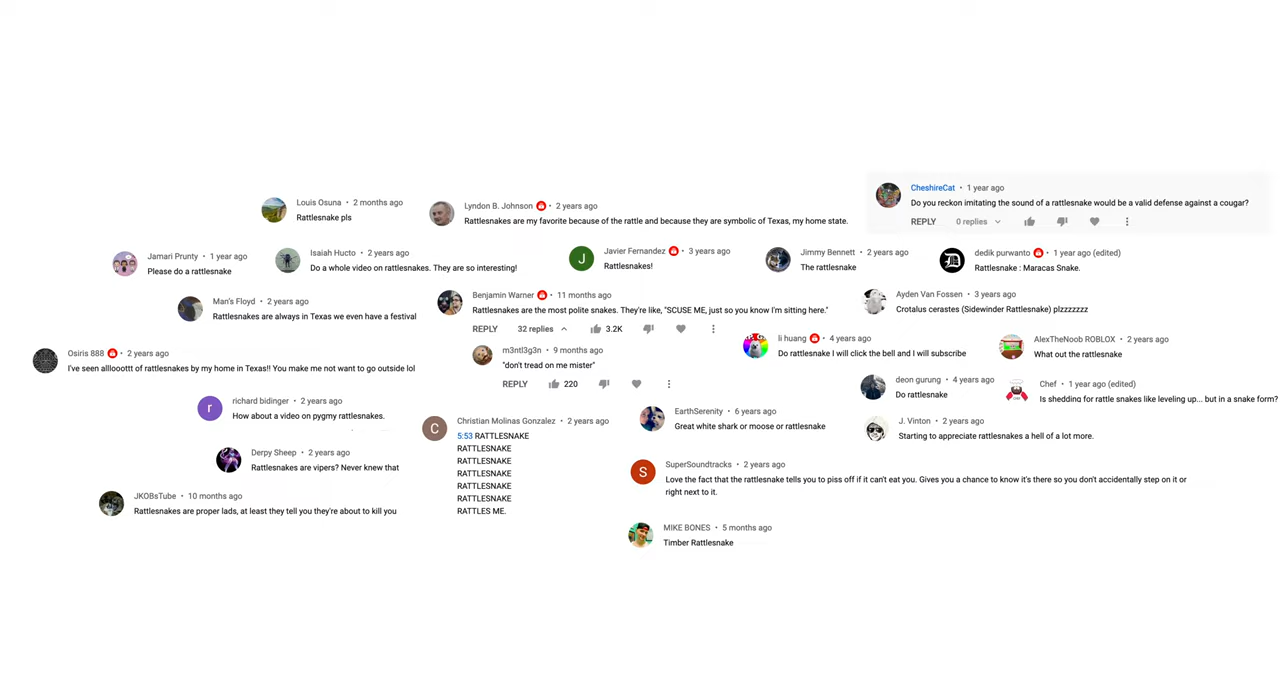 CheshireCat • 1 year ago
Do you reckon imitating the sound of a rattlesnake would be a valid defense against a cougar?
REPLY 0 replies
Louis Osuna • 2 months ago
Rattlesnake pls
Lyndon B. Johnson • 2 years ago
Rattlesnakes are my favorite because of the rattle and because they are symbolic of Texas, my home state.
Jamari Prunty • 1 year ago
Please do a rattlesnake
Isaiah Hucto • 2 years ago
Do a whole video on rattlesnakes. They are so interesting!
J
Javier Fernandez • 3 years ago
Rattlesnakes!
Jimmy Bennett • 2 years ago
The rattlesnake
D
dedik purwanto • 1 year ago (edited)
Rattlesnake : Maracas Snake.
Man's Floyd • 2 years ago
Rattlesnakes are always in Texas we even have a festival
Benjamin Warner • 11 months ago
Rattlesnakes are the most polite snakes. They're like, "SCUSE ME, just so you know I'm sitting here."
REPLY 32 replies 3.2K
Ayden Van Fossen • 3 years ago
Crotalus cerastes (Sidewinder Rattlesnake) plzzzzzzz
Osiris 888 • 2 years ago
I've seen alllooottt of rattlesnakes by my home in Texas!! You make me not want to go outside lol
m3ntl3g3n • 9 months ago
"don't tread on me mister"
REPLY 220
li huang • 4 years ago
Do rattlesnake I will click the bell and I will subscribe
AlexTheNoob ROBLOX • 2 years ago
What out the rattlesnake
deon gurung • 4 years ago
Do rattlesnake
Chef • 1 year ago (edited)
Is shedding for rattle snakes like leveling up... but in a snake form?
r
richard bidinger • 2 years ago
How about a video on pygmy rattlesnakes.
C
Christian Molinas Gonzalez • 2 years ago
5:53 RATTLESNAKE
RATTLESNAKE
RATTLESNAKE
RATTLESNAKE
RATTLESNAKE
RATTLESNAKE
RATTLES ME.
EarthSerenity • 6 years ago
Great white shark or moose or rattlesnake
J. Vinton • 2 years ago
Starting to appreciate rattlesnakes a hell of a lot more.
Derpy Sheep • 2 years ago
Rattlesnakes are vipers? Never knew that
S
SuperSoundtracks • 2 years ago
Love the fact that the rattlesnake tells you to piss off if it can't eat you. Gives you a chance to know it's there so you don't accidentally step on it or
right next to it.
JKOBsTube • 10 months ago
Rattlesnakes are proper lads, at least they tell you they're about to kill you
MIKE BONES • 5 months ago
Timber Rattlesnake